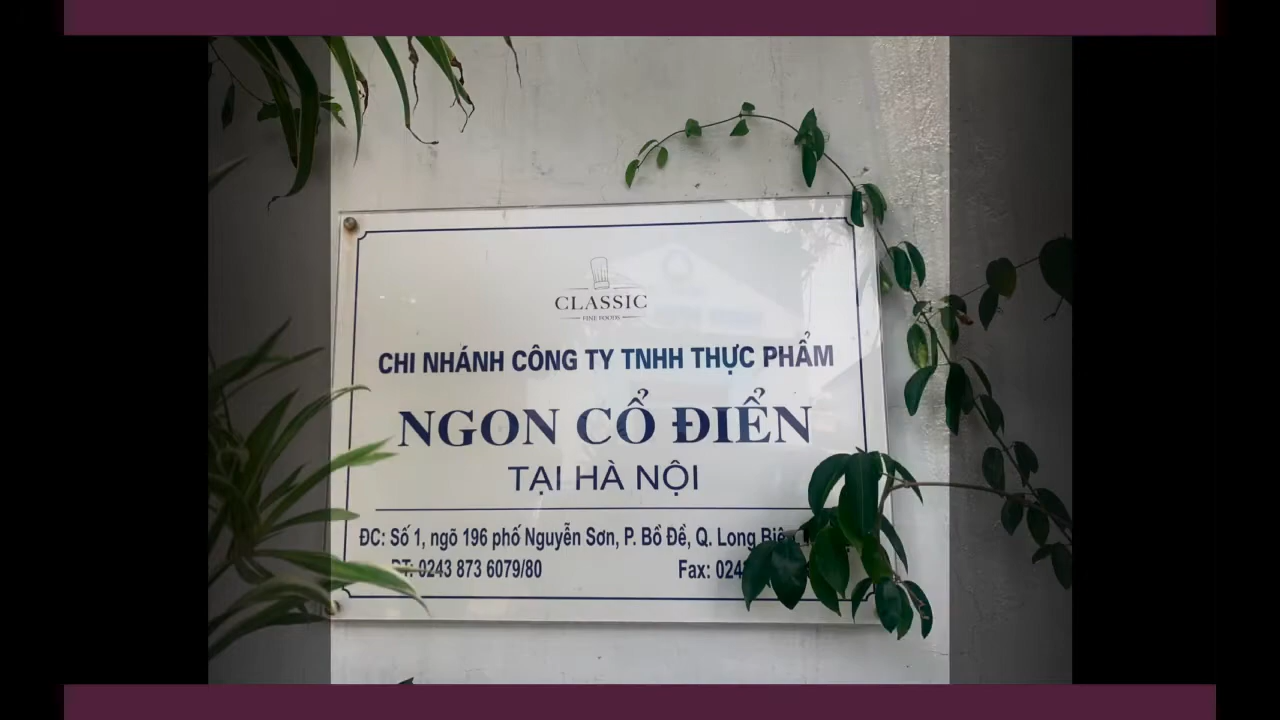 CLASSIC
FINE FOODS
CHI NHÁNH CÔNG TY TNHH THỰC PHẨM
NGON CỔ ĐIỂN
TẠI HÀ NỘI
ĐC: Số 1, ngõ 196 phố Nguyễn Sơn, P. Bồ Đề, Q. Long
ĐT: 0243 873 6079/80 Fax: